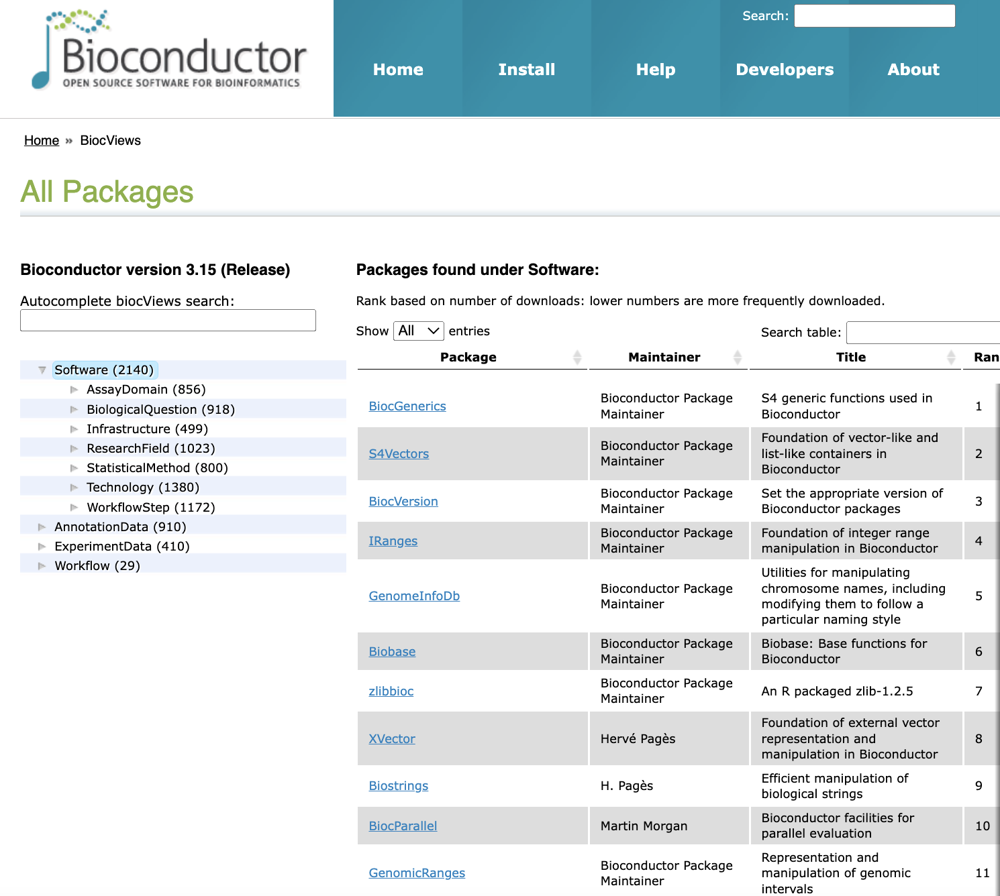 Bioconductor
OPEN SOURCE SOFTWARE FOR BIOINFORMATICS
Search:
Home
Install
Help
Developers
About
Home » BiocViews
All Packages
Bioconductor version 3.15 (Release)
Autocomplete biocViews search:
Software (2140)
AssayDomain (856)
BiologicalQuestion (918)
Infrastructure (499)
ResearchField (1023)
StatisticalMethod (800)
Technology (1380)
WorkflowStep (1172)
AnnotationData (910)
ExperimentData (410)
Workflow (29)
Packages found under Software:
Rank based on number of downloads: lower numbers are more frequently downloaded.
Show All entries
Search table:
Package
Maintainer
Title
Ran
BiocGenerics
Bioconductor Package
Maintainer
S4 generic functions used in
Bioconductor
1
S4Vectors
Bioconductor Package
Maintainer
Foundation of vector-like and
list-like containers in
Bioconductor
2
BiocVersion
Bioconductor Package
Maintainer
Set the appropriate version of
Bioconductor packages
3
IRanges
Bioconductor Package
Maintainer
Foundation of integer range
manipulation in Bioconductor
4
GenomeInfoDb
Bioconductor Package
Maintainer
Utilities for manipulating
chromosome names, including
modifying them to follow a
particular naming style
5
Biobase
Bioconductor Package
Maintainer
Biobase: Base functions for
Bioconductor
6
zlibbioc
Bioconductor Package
Maintainer
An R packaged zlib-1.2.5
7
XVector
Hervé Pagès
Foundation of external vector
representation and
manipulation in Bioconductor
8
Biostrings
H. Pagès
Efficient manipulation of
biological strings
9
BiocParallel
Martin Morgan
Bioconductor facilities for
parallel evaluation
10
GenomicRanges
Bioconductor Package
Maintainer
Representation and
manipulation of genomic
intervals
11